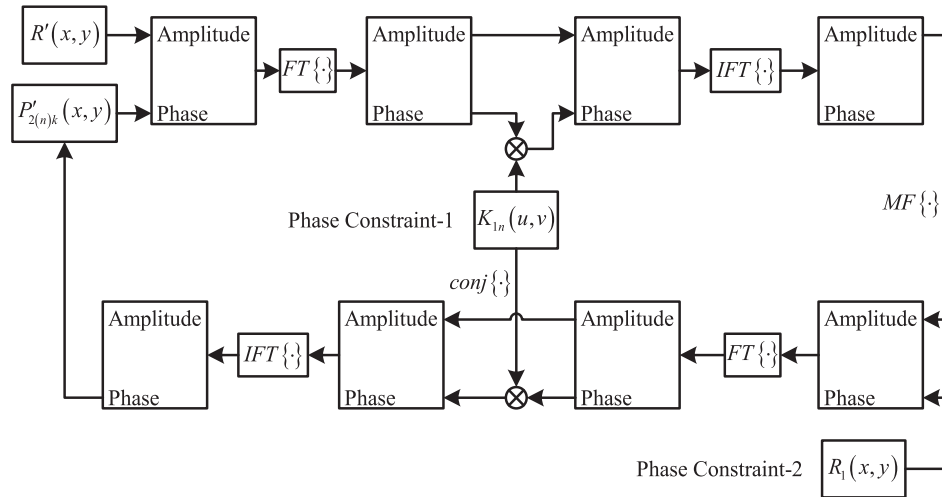 R′(x, y)
Amplitude
Phase
FT{·}
Amplitude
Phase
Amplitude
Phase
IFT{·}
Amplitude
Phase
P′₂₍ₙ₎ₖ(x, y)
Phase Constraint-1
K₁ₙ(u, v)
MF{·}
conj{·}
Amplitude
Phase
IFT{·}
Amplitude
Phase
Amplitude
Phase
FT{·}
Amplitude
Phase
Phase Constraint-2
R₁(x, y)